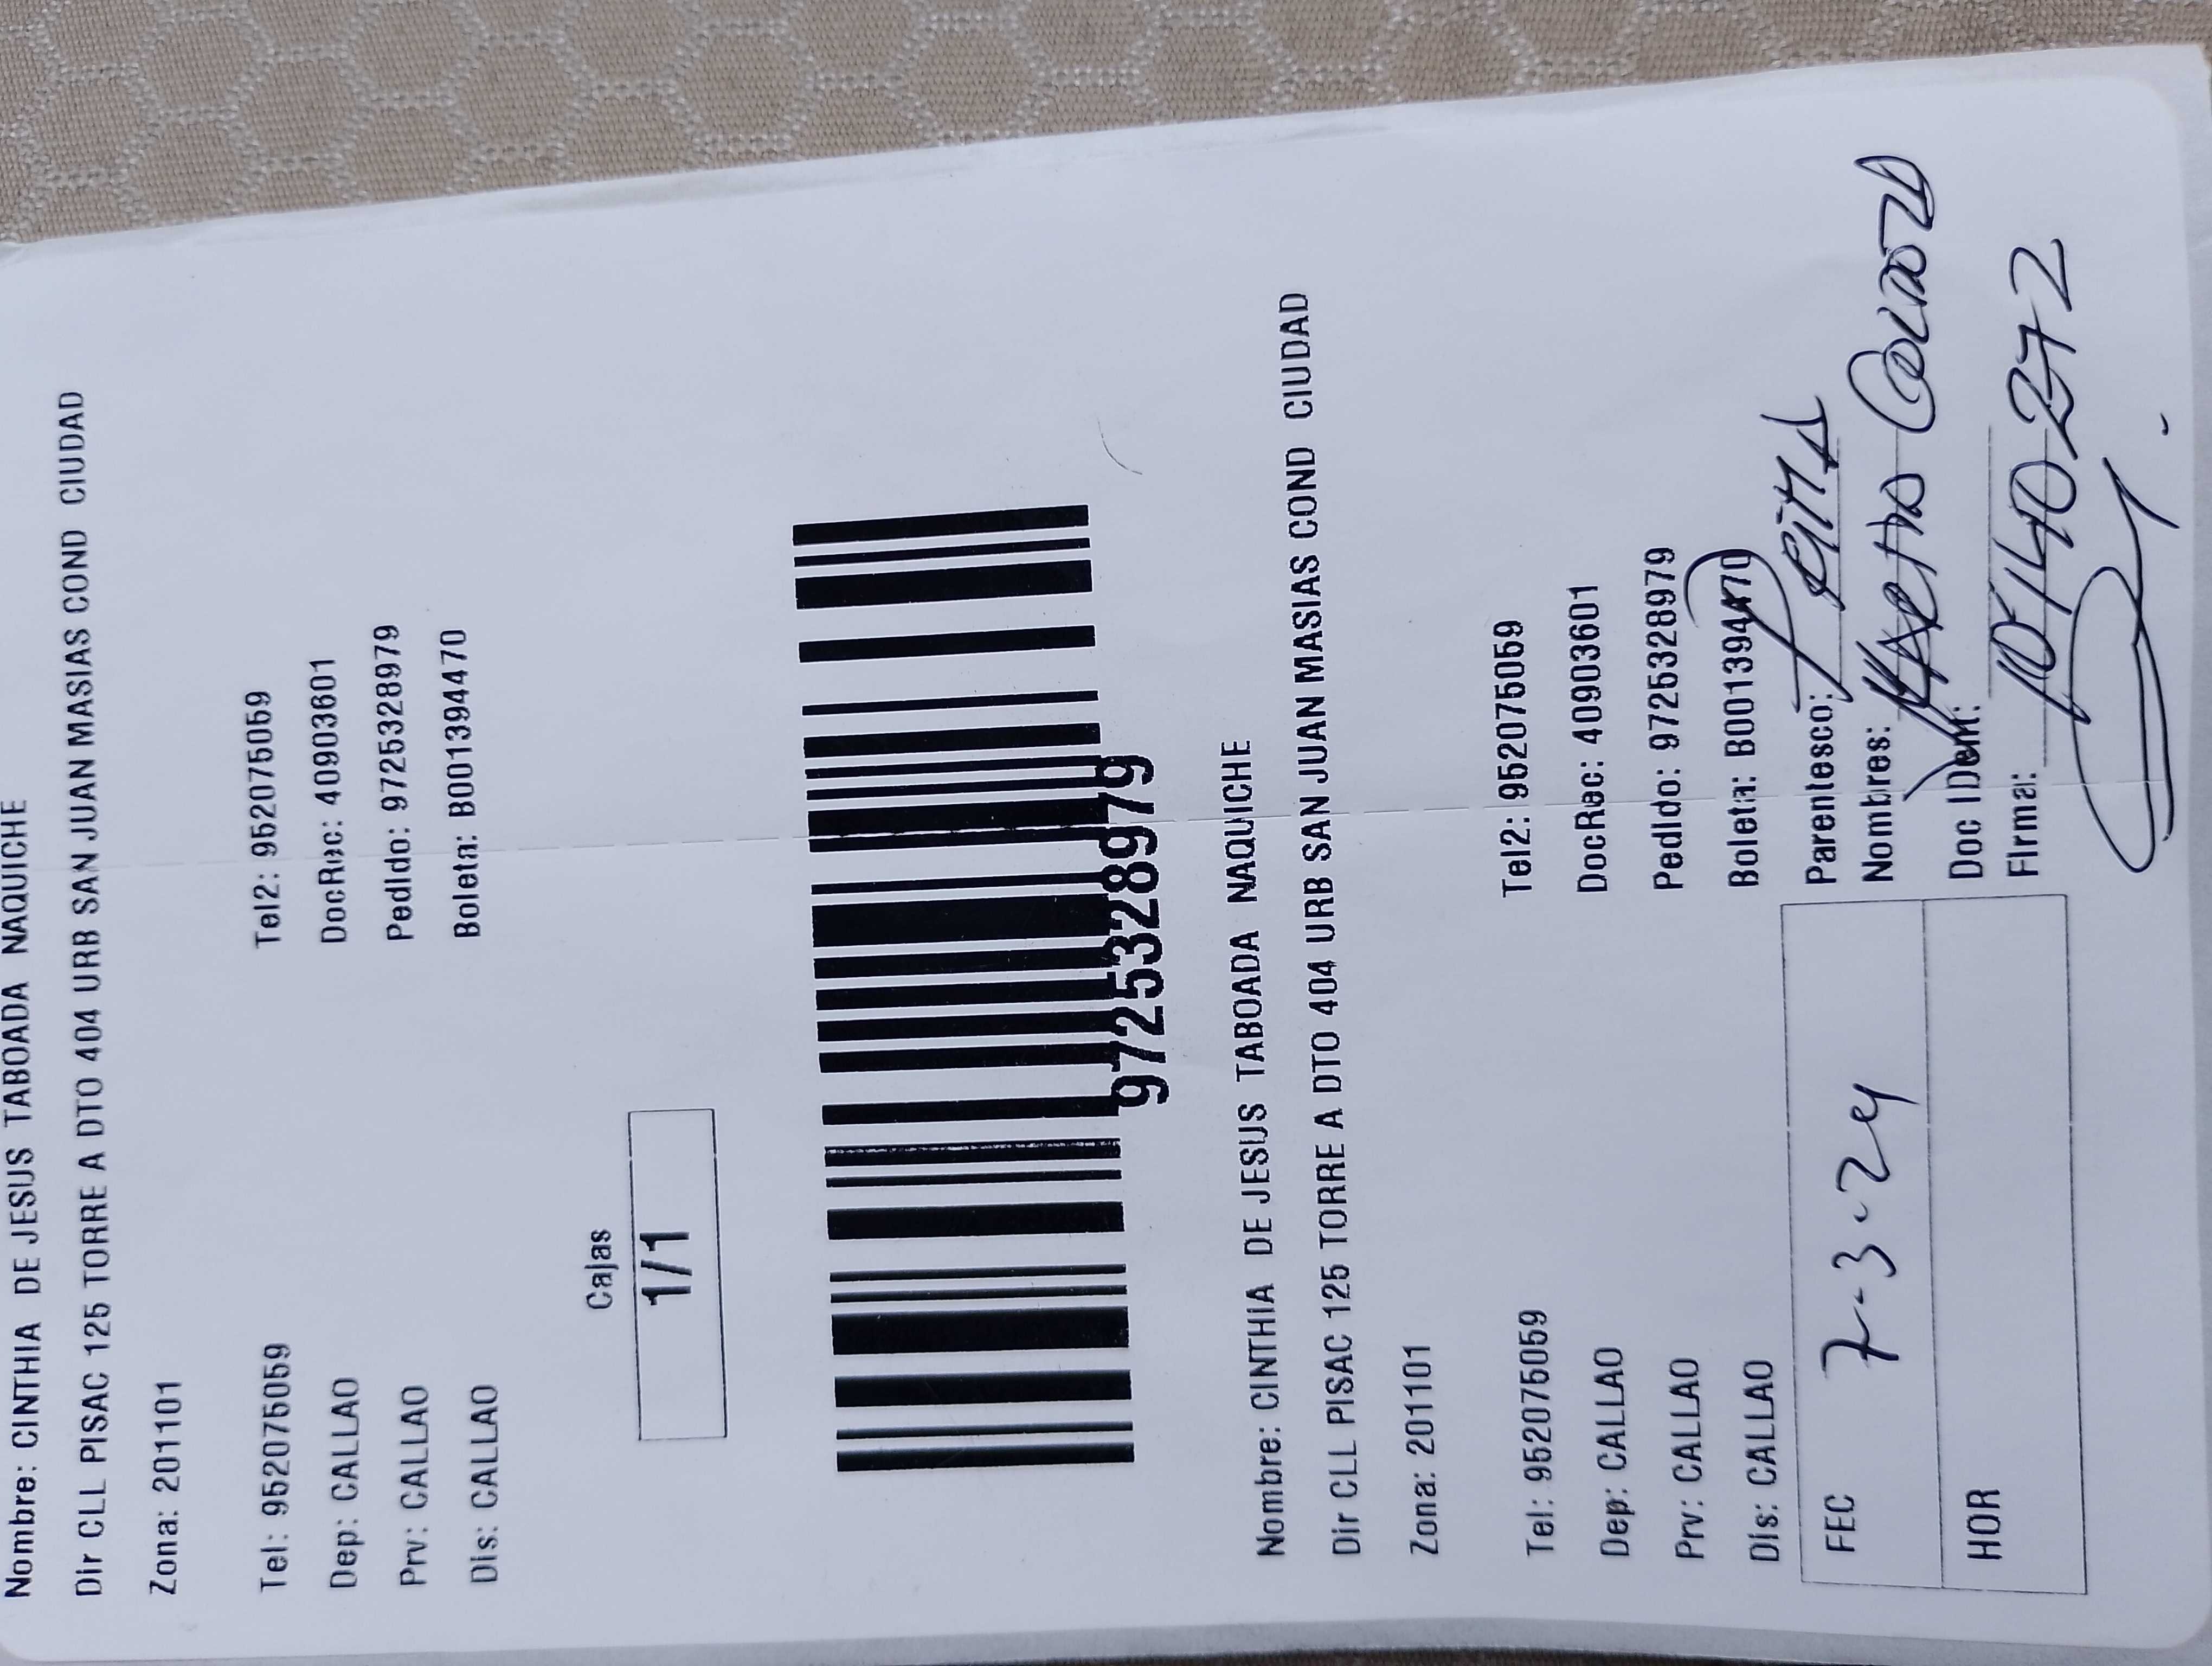 Nombre: CINTHIA DE JESUS TABOADA NAQUICHE
Dir CLL PISAC 125 TORRE A DTO 404 URB SAN JUAN MASIAS COND CIUDAD
Zona: 201101
Tel: 952075059 Tel2: 952075059
Dep: CALLAO DocRec: 40903601
Prv: CALLAO Pedido: 9725328979
Dis: CALLAO Boleta: B001394470
Cajas
1/1
9725328979
Nombre: CINTHIA DE JESUS TABOADA NAQUICHE
Dir CLL PISAC 125 TORRE A DTO 404 URB SAN JUAN MASIAS COND CIUDAD
Zona: 201101
Tel: 952075059 Tel2: 952075059
Dep: CALLAO DocRec: 40903601
Prv: CALLAO Pedido: 9725328979
Dis: CALLAO Boleta: B001394470
FEC 7-3-24
HOR
Parentesco:
Nombres:
Doc IDent: 10140272
Firma: